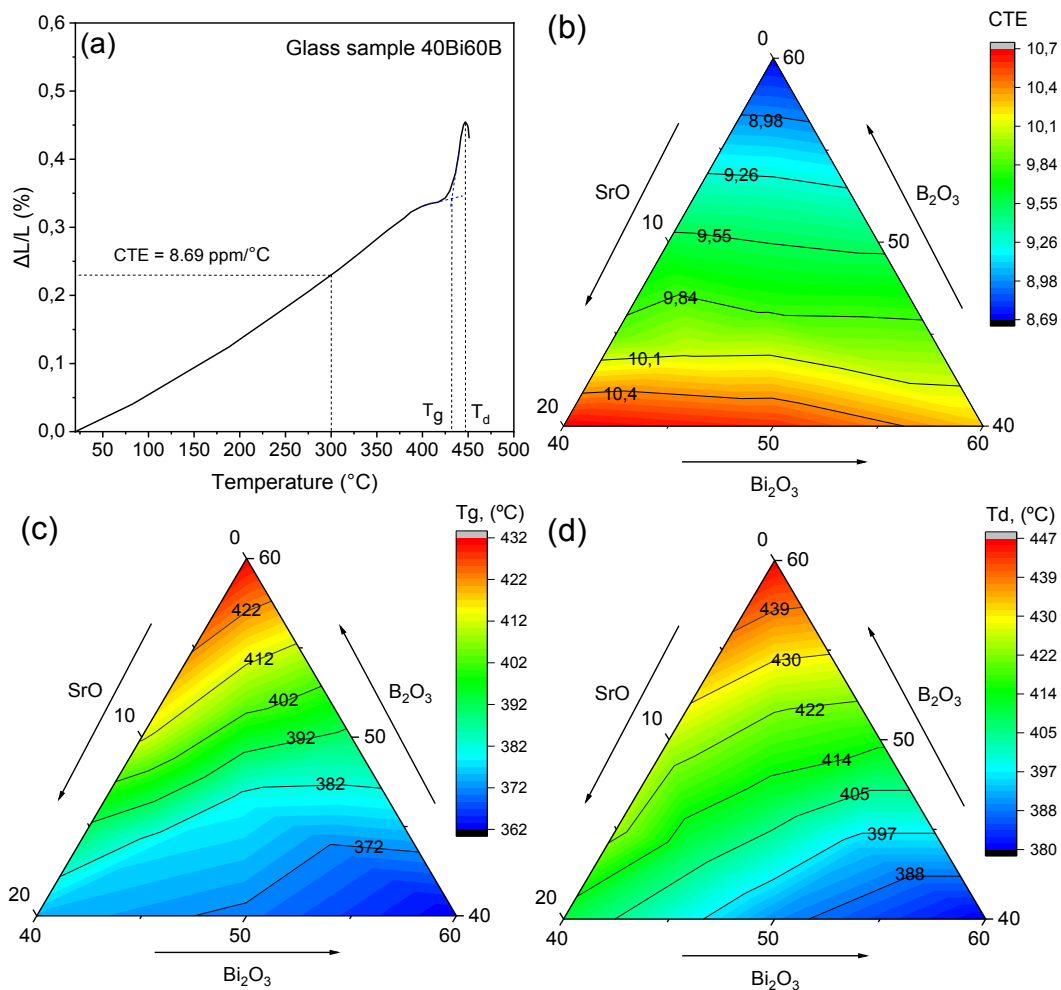 (a)
Glass sample 40Bi60B
0,6
0,5
0,4
0,3
0,2
0,1
0,0
ΔL/L (%)
CTE = 8.69 ppm/°C
Tg
Td
50 100 150 200 250 300 350 400 450 500
Temperature (°C)
(b)
CTE
0
60
8,98
9,26
SrO
B₂O₃
10
9,55
50
9,84
10,1
10,4
20
40
40 50 60
Bi₂O₃
10,7
10,4
10,1
9,84
9,55
9,26
8,98
8,69
(c)
Tg, (ºC)
0
60
422
412
SrO
B₂O₃
402
10
392
50
382
372
20
40
40 50 60
Bi₂O₃
432
422
412
402
392
382
372
362
(d)
Td, (ºC)
0
60
439
430
SrO
B₂O₃
422
10
414
50
405
397
388
20
40
40 50 60
Bi₂O₃
447
439
430
422
414
405
397
388
380